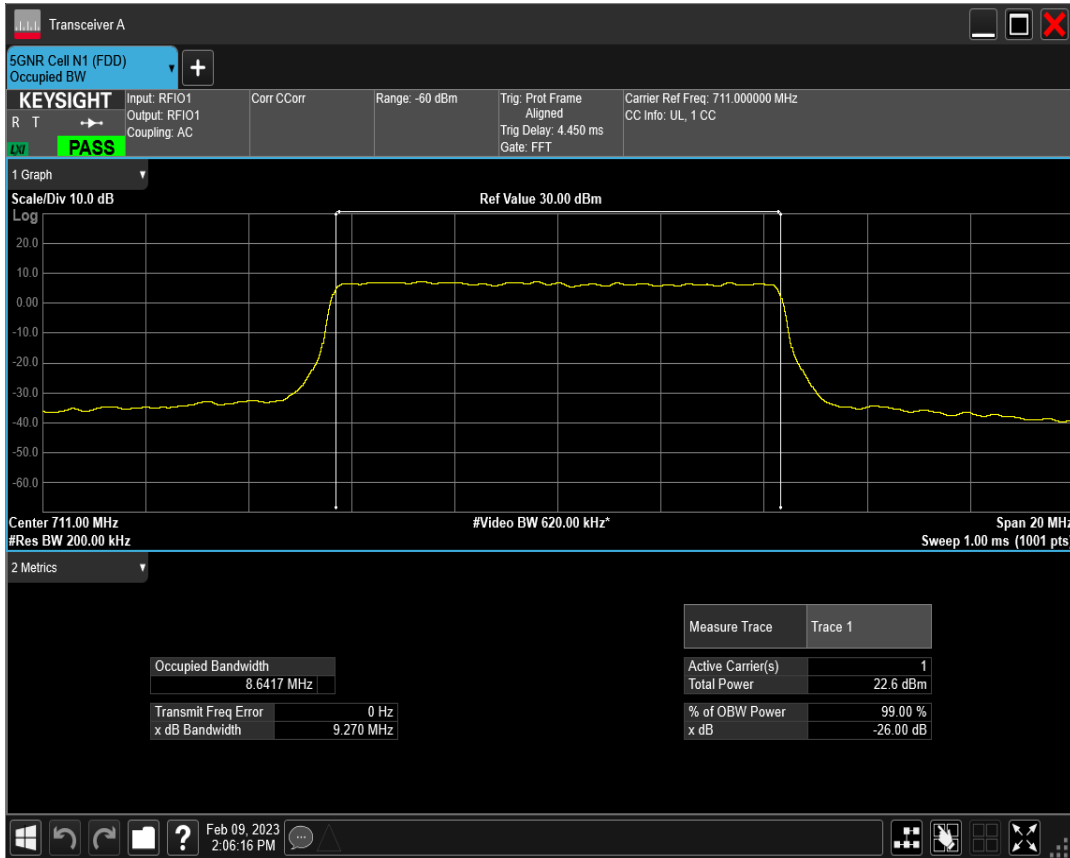 Transceiver A
5GNR Cell N1 (FDD)
Occupied BW
+
KEYSIGHT
R T
LXI
PASS
Input: RFIO1
Output: RFIO1
Coupling: AC
Corr CCorr
Range: -60 dBm
Trig: Prot Frame
Aligned
Trig Delay: 4.450 ms
Gate: FFT
Carrier Ref Freq: 711.000000 MHz
CC Info: UL, 1 CC
1 Graph
Scale/Div 10.0 dB
Ref Value 30.00 dBm
Log
20.0
10.0
0.00
-10.0
-20.0
-30.0
-40.0
-50.0
-60.0
Center 711.00 MHz
#Video BW 620.00 kHz*
Span 20 MHz
#Res BW 200.00 kHz
Sweep 1.00 ms (1001 pts)
2 Metrics
Measure Trace Trace 1
Occupied Bandwidth
8.6417 MHz
Active Carrier(s) 1
Total Power 22.6 dBm
Transmit Freq Error 0 Hz
x dB Bandwidth 9.270 MHz
% of OBW Power 99.00 %
x dB -26.00 dB
?
Feb 09, 2023
2:06:16 PM